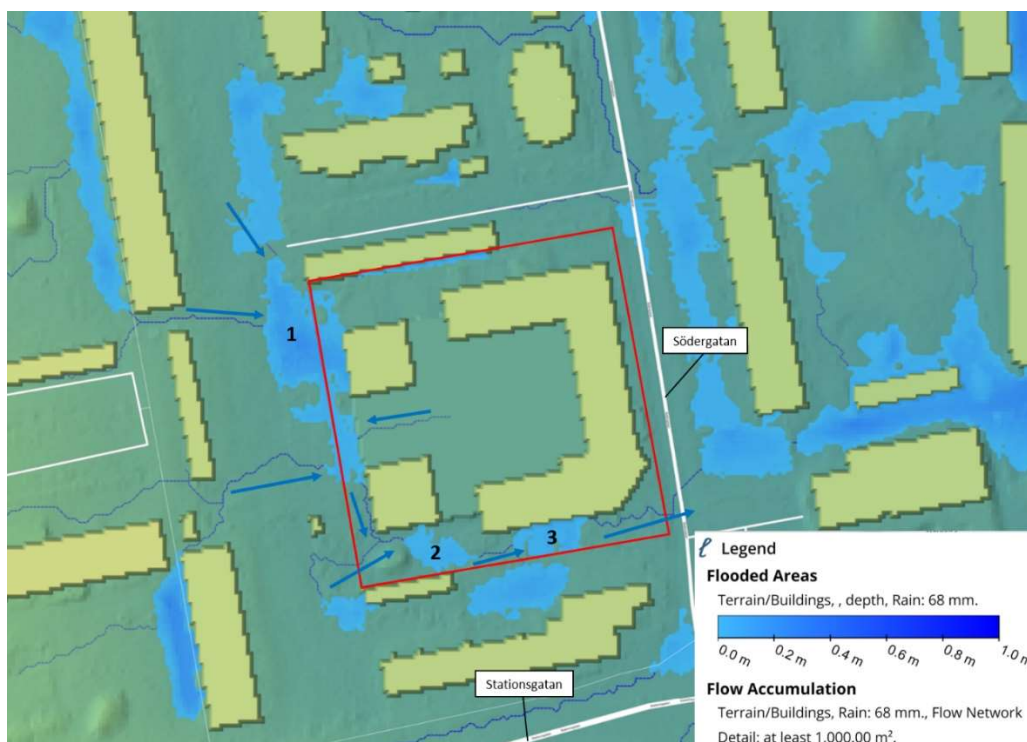 1
Södergatan
2
3
Stationsgatan
Legend
Flooded Areas
Terrain/Buildings, , depth, Rain: 68 mm.
0.0 m
0.2 m
0.4 m
0.6 m
0.8 m
1.0 m
Flow Accumulation
Terrain/Buildings, Rain: 68 mm., Flow Network
Detail: at least 1,000.00 m².